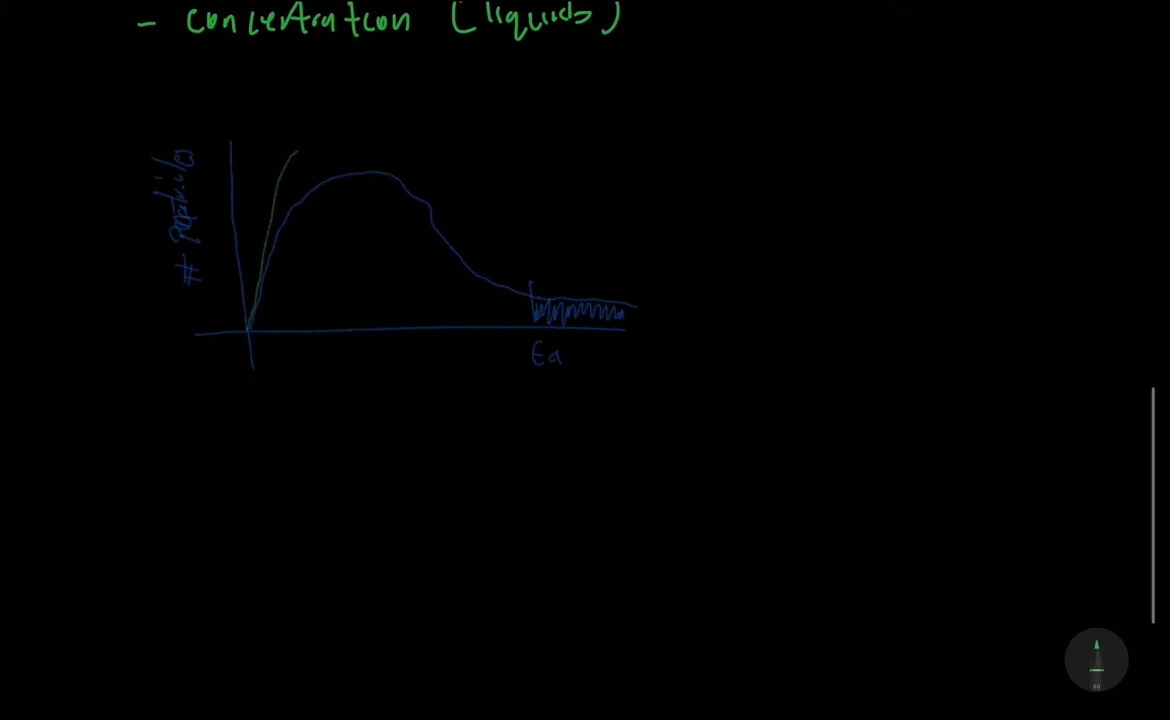 - concentration (liquids)
# particles
Ea